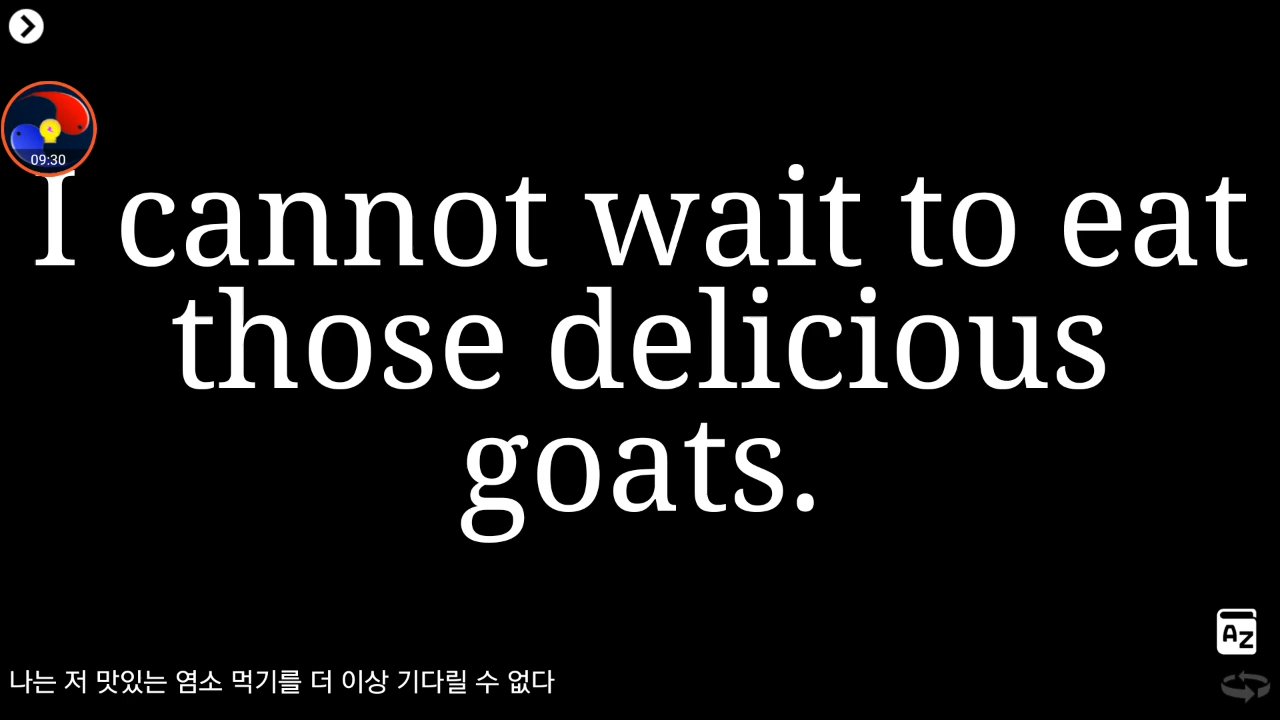 09:30
I cannot wait to eat
those delicious
goats.
AZ
나는 저 맛있는 염소 먹기를 더 이상 기다릴 수 없다